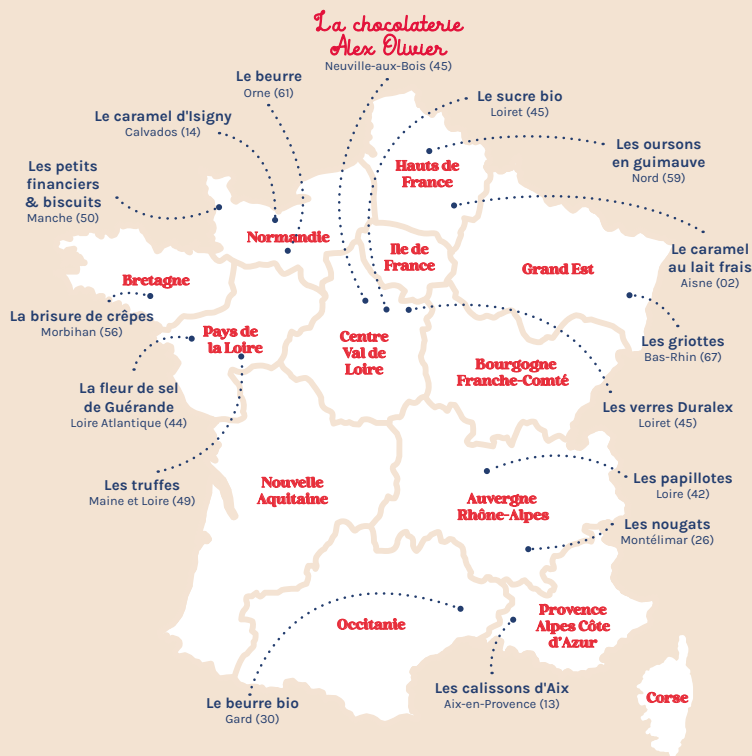 La chocolaterie
Alex Olivier
Neuville-aux-Bois (45)
Le beurre
Orne (61)
Le sucre bio
Loiret (45)
Le caramel d'Isigny
Calvados (14)
Les oursons
en guimauve
Nord (59)
Les petits
financiers
& biscuits
Manche (50)
Hauts de
France
Normandie
Ile de
France
Grand Est
Le caramel
au lait frais
Aisne (02)
Bretagne
La brisure de crêpes
Morbihan (56)
Pays de
la Loire
Centre
Val de
Loire
Les griottes
Bas-Rhin (67)
Bourgogne
Franche-Comté
La fleur de sel
de Guérande
Loire Atlantique (44)
Les verres Duralex
Loiret (45)
Les truffes
Maine et Loire (49)
Nouvelle
Aquitaine
Auvergne
Rhône-Alpes
Les papillotes
Loire (42)
Les nougats
Montélimar (26)
Occitanie
Provence
Alpes Côte
d'Azur
Les calissons d'Aix
Aix-en-Provence (13)
Le beurre bio
Gard (30)
Corse